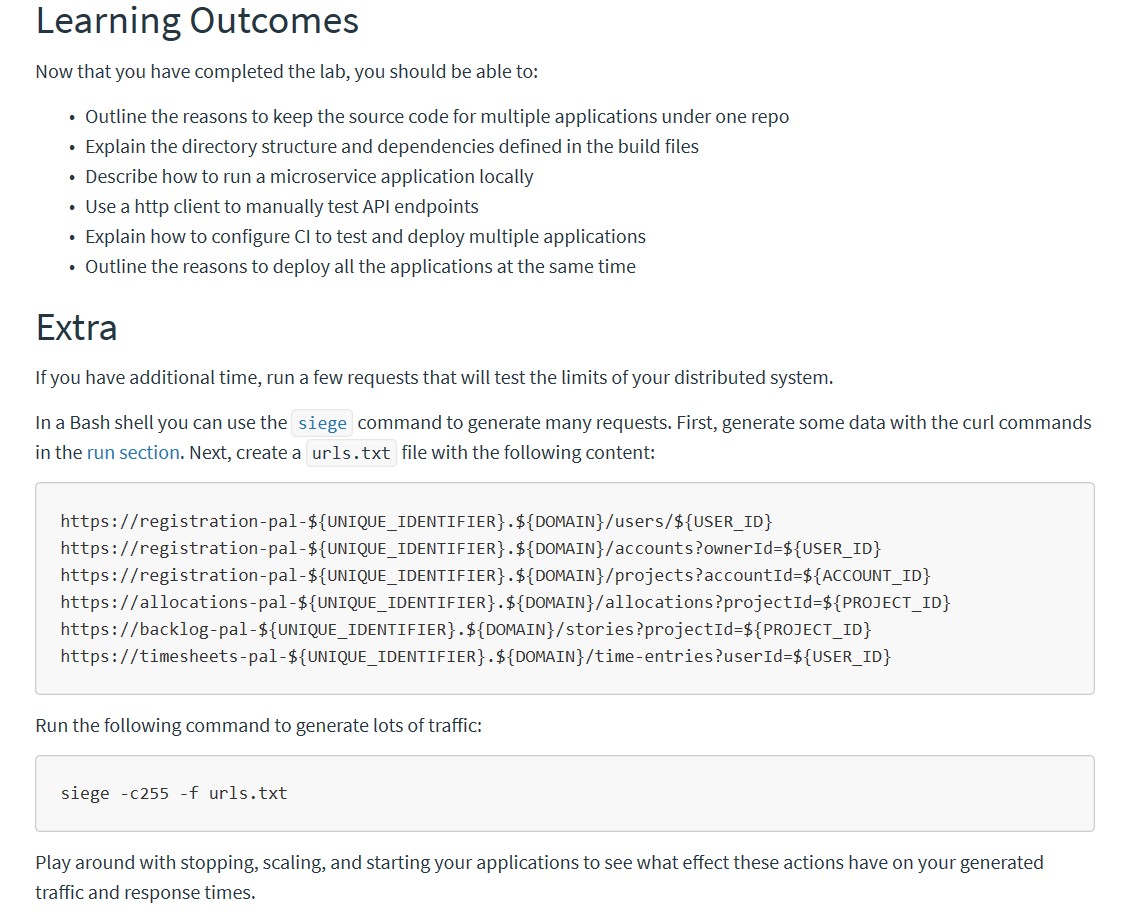 Learning Outcomes
Now that you have completed the lab, you should be able to:
• Outline the reasons to keep the source code for multiple applications under one repo
• Explain the directory structure and dependencies defined in the build files
• Describe how to run a microservice application locally
• Use a http client to manually test API endpoints
• Explain how to configure CI to test and deploy multiple applications
• Outline the reasons to deploy all the applications at the same time
Extra
If you have additional time, run a few requests that will test the limits of your distributed system.
In a Bash shell you can use the siege command to generate many requests. First, generate some data with the curl commands
in the run section. Next, create a urls.txt file with the following content:
https://registration-pal-${UNIQUE_IDENTIFIER}.${DOMAIN}/users/${USER_ID}
https://registration-pal-${UNIQUE_IDENTIFIER}.${DOMAIN}/accounts?ownerId=${USER_ID}
https://registration-pal-${UNIQUE_IDENTIFIER}.${DOMAIN}/projects?accountId=${ACCOUNT_ID}
https://allocations-pal-${UNIQUE_IDENTIFIER}.${DOMAIN}/allocations?projectId=${PROJECT_ID}
https://backlog-pal-${UNIQUE_IDENTIFIER}.${DOMAIN}/stories?projectId=${PROJECT_ID}
https://timesheets-pal-${UNIQUE_IDENTIFIER}.${DOMAIN}/time-entries?userId=${USER_ID}
Run the following command to generate lots of traffic:
siege -c255 -f urls.txt
Play around with stopping, scaling, and starting your applications to see what effect these actions have on your generated
traffic and response times.